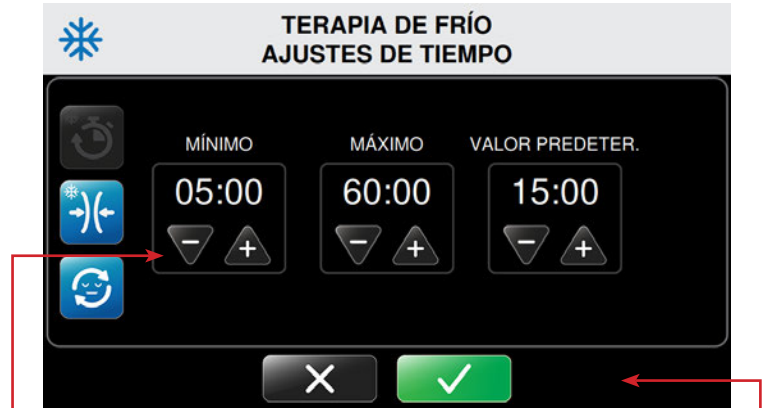 TERAPIA DE FRÍO
AJUSTES DE TIEMPO
MÍNIMO MÁXIMO VALOR PREDETER.
05:00 60:00 15:00
- + - + - +